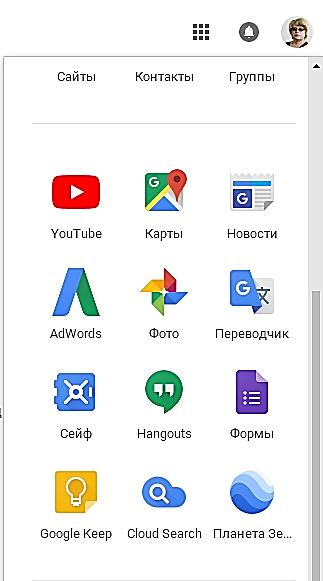 Сайты Контакты Группы
YouTube Карты Новости
AdWords Фото Переводчик
Сейф Hangouts Формы
Google Keep Cloud Search Планета Зе...